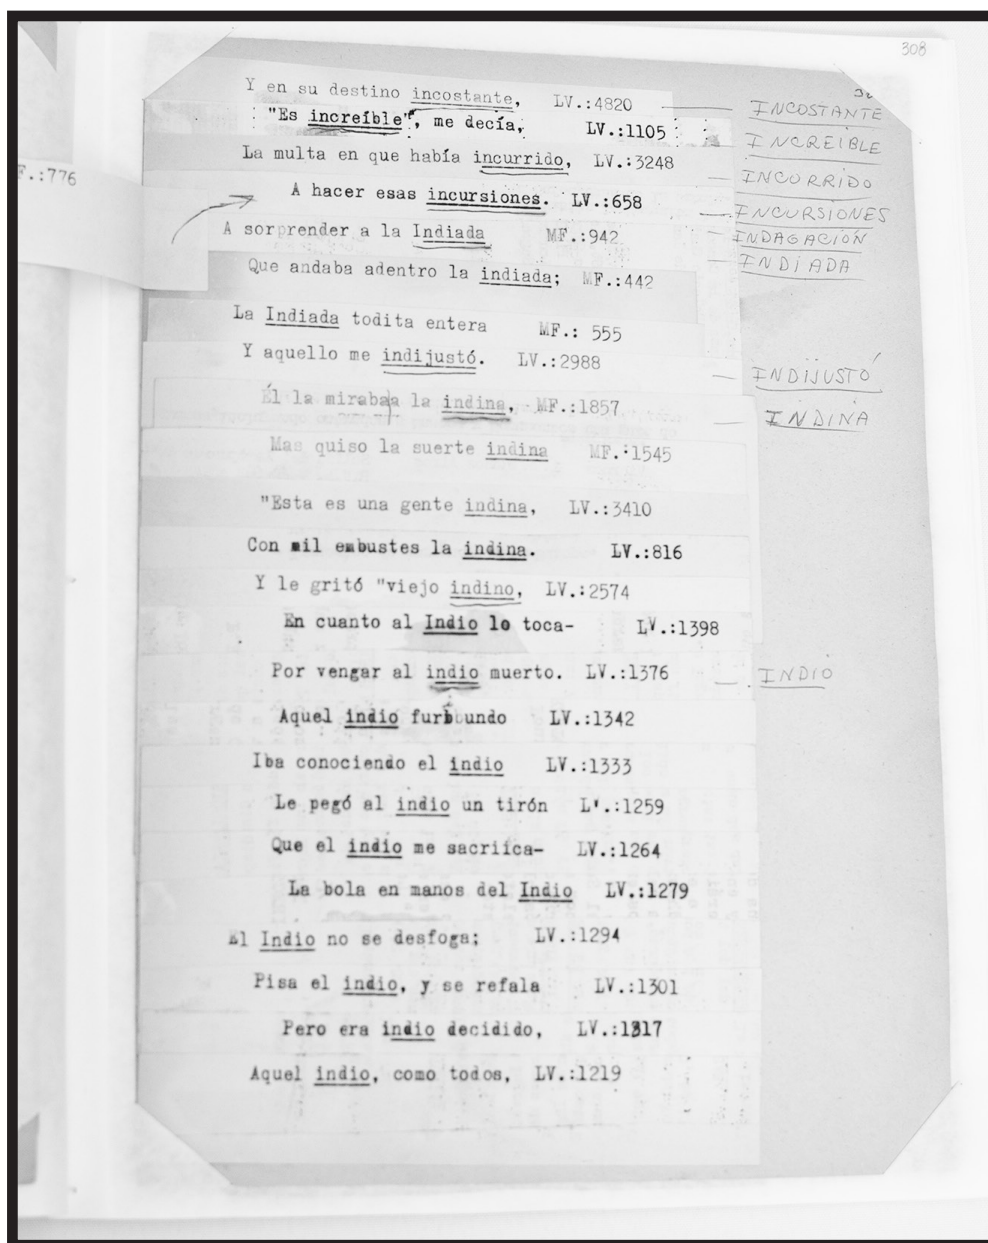 308
Y en su destino incostante, LV.:4820 INCOSTANTE
"Es increíble", me decía, LV.:1105 INCREIBLE
La multa en que había incurrido, LV.:3248 INCURRIDO
F.:776
A hacer esas incursiones. LV.:658 INCURSIONES
A sorprender a la Indiada MF.:942 INDAGACIÓN
Que andaba adentro la indiada; MF.:442 INDIADA
La Indiada todita entera MF.: 555
Y aquello me indijustó. LV.:2988 INDIJUSTÓ
Él la mirabaa la indina, MF.:1857 INDINA
Mas quiso la suerte indina MF.:1545
"Esta es una gente indina, LV.:3410
Con mil embustes la indina. LV.:816
Y le gritó "viejo indino, LV.:2574
En cuanto al Indio lo toca- LV.:1398
Por vengar al indio muerto. LV.:1376 INDIO
Aquel indio furibundo LV.:1342
Iba conociendo el indio LV.:1333
Le pegó al indio un tirón LV.:1259
Que el indio me sacriica- LV.:1264
La bola en manos del Indio LV.:1279
El Indio no se desfoga; LV.:1294
Pisa el indio, y se refala LV.:1301
Pero era indio decidido, LV.:1317
Aquel indio, como todos, LV.:1219